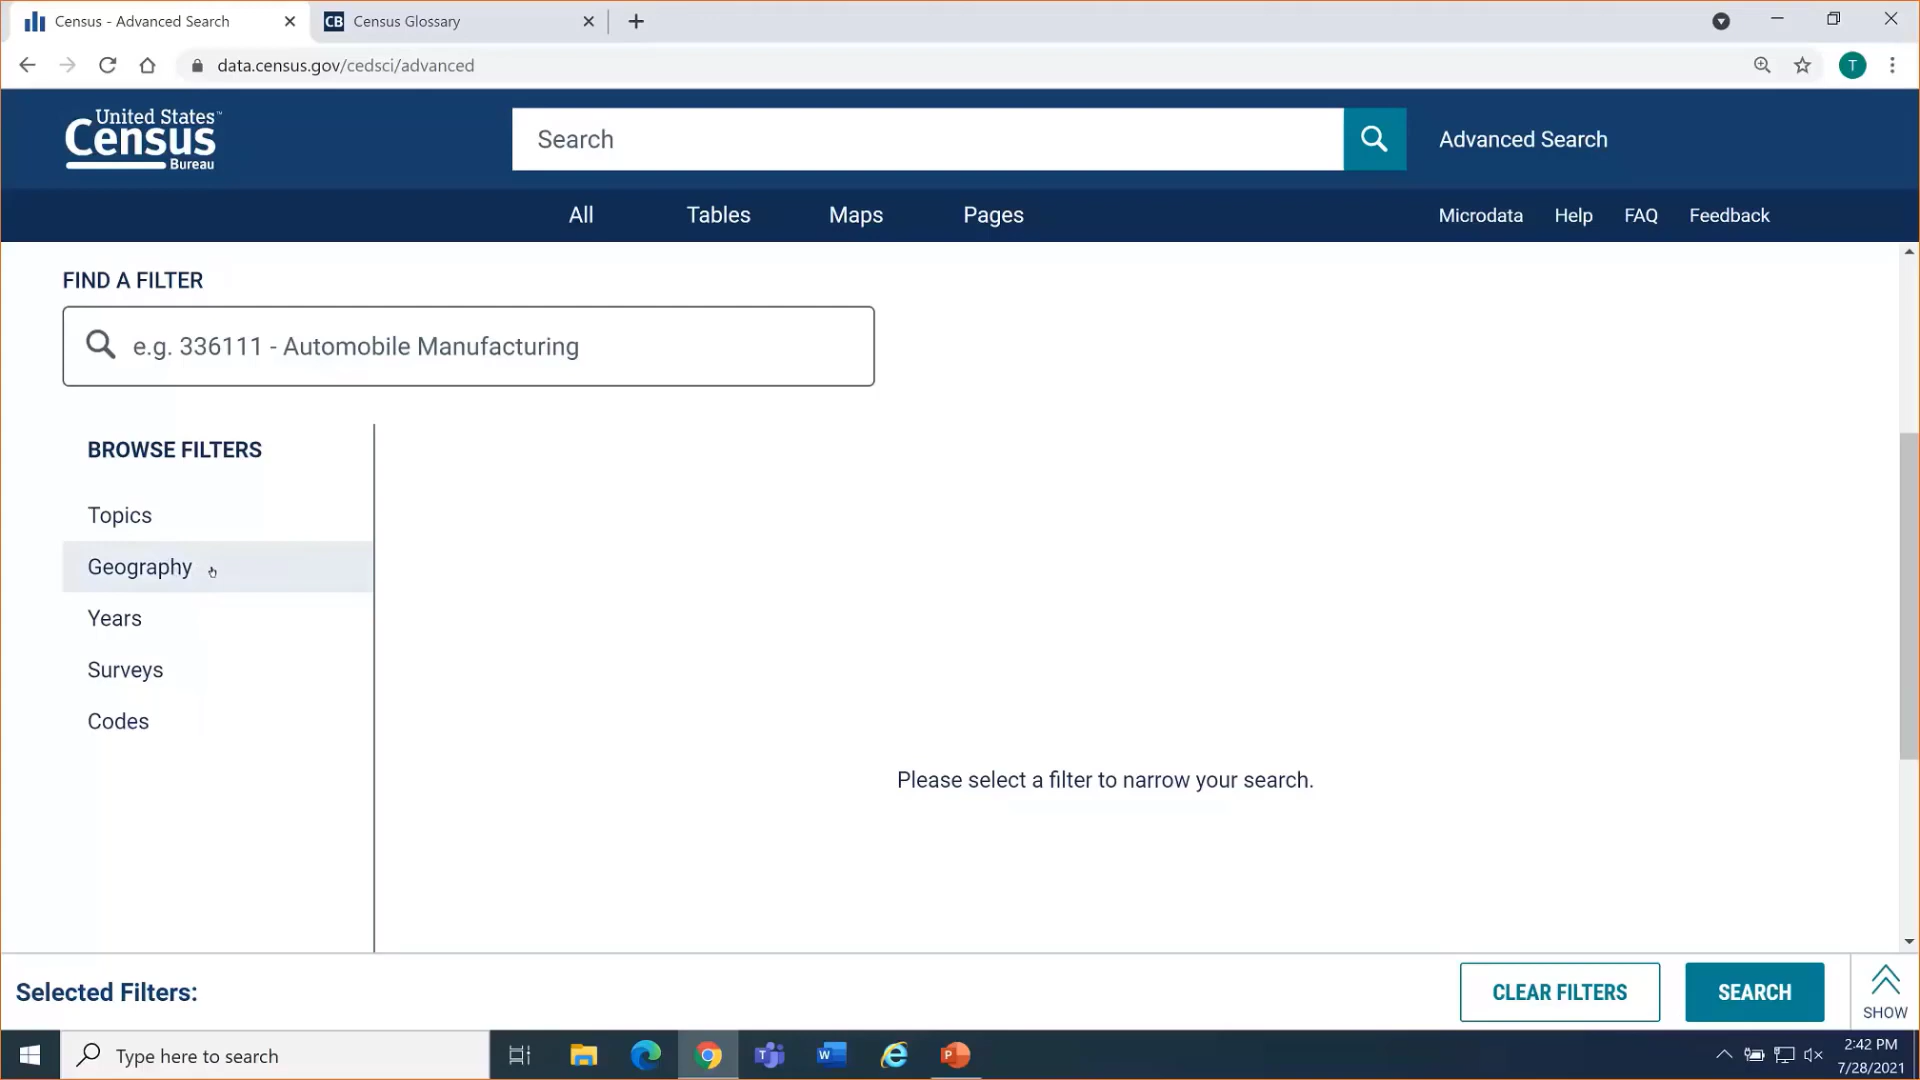 Census - Advanced Search
CB Census Glossary
data.census.gov/cedsci/advanced
T
United States™
Census
Bureau
Search
Advanced Search
All Tables Maps Pages
Microdata Help FAQ Feedback
FIND A FILTER
e.g. 336111 - Automobile Manufacturing
BROWSE FILTERS
Topics
Geography
Years
Surveys
Codes
Please select a filter to narrow your search.
Selected Filters:
CLEAR FILTERS
SEARCH
SHOW
Type here to search
2:42 PM
7/28/2021